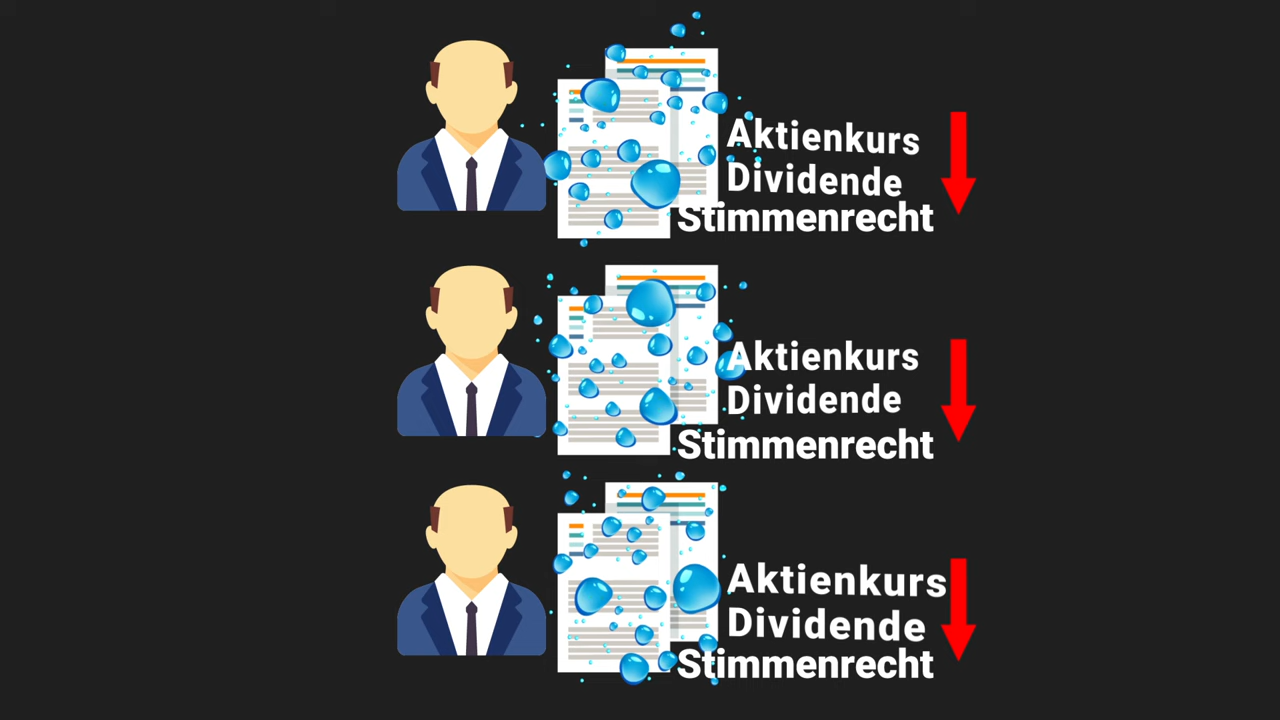 Aktienkurs
Dividende
Stimmenrecht
Aktienkurs
Dividende
Stimmenrecht
Aktienkurs
Dividende
Stimmenrecht